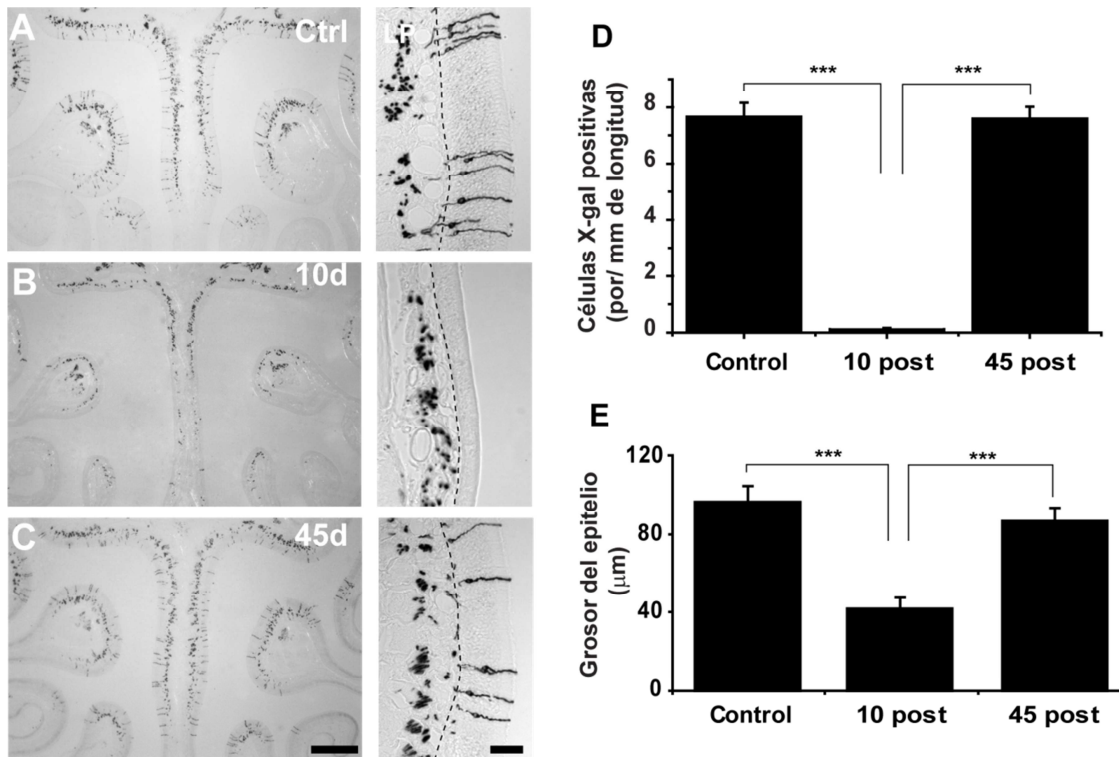 A
Ctrl
LP
B
10d
C
45d
D
***
***
8
6
4
2
0
Células X-gal positivas
(por/ mm de longitud)
Control
10 post
45 post
E
***
***
120
80
40
0
Grosor del epitelio
(µm)
Control
10 post
45 post